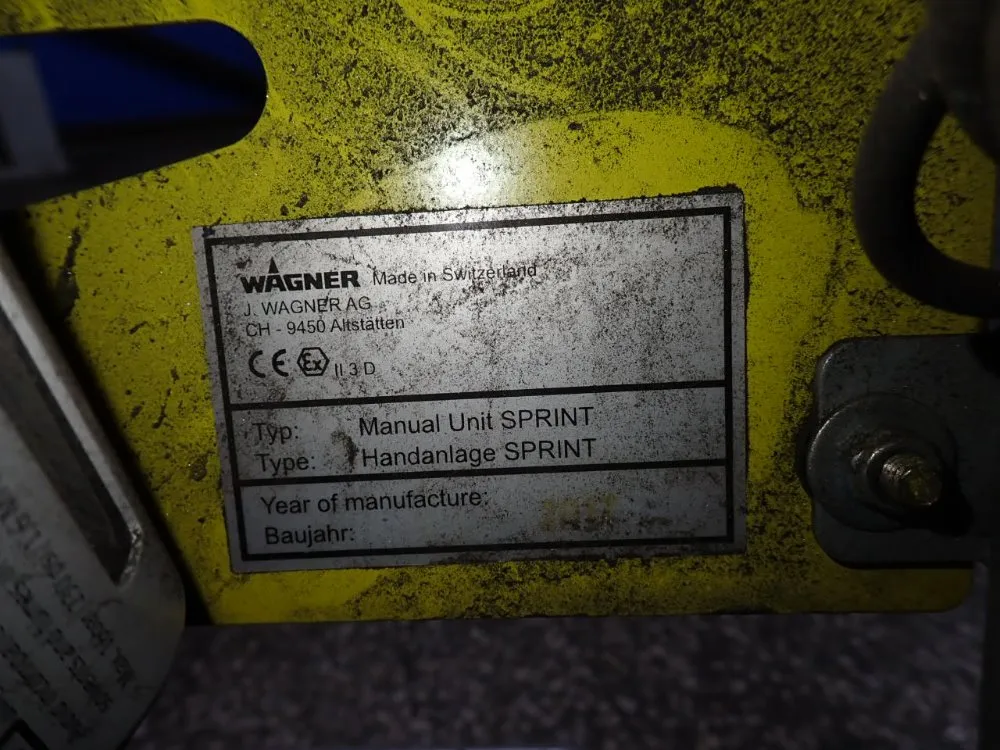 WAGNER Made in Switzerland
J. WAGNER AG
CH - 9450 Altstätten
CE Ex II 3 D
Typ: Manual Unit SPRINT
Type: Handanlage SPRINT
Year of manufacture:
Baujahr: